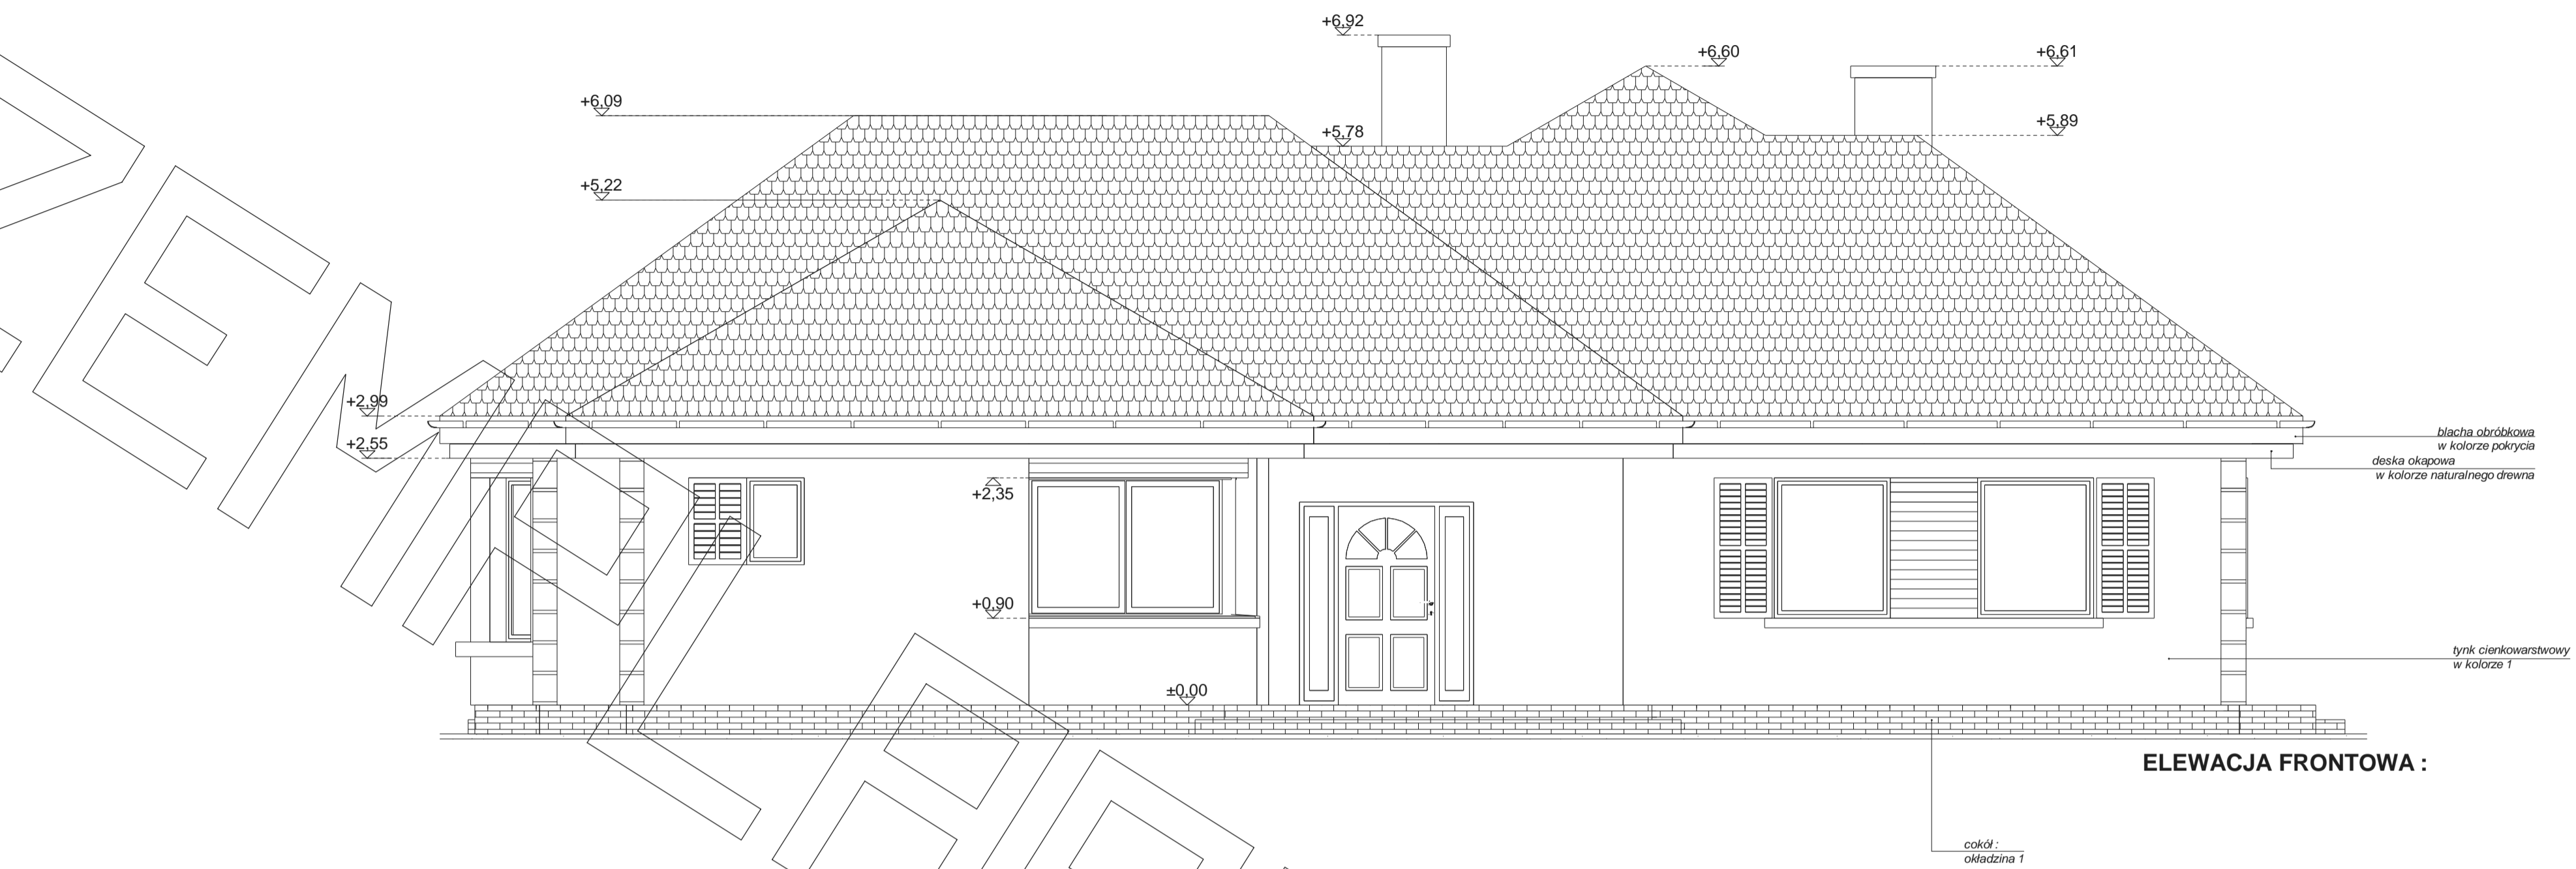 +6,92
+6,60
+6,61
+6,09
+5,78
+5,89
+5,22
+2,99
+2,55
blacha obróbkowa
w kolorze pokrycia
deska okapowa
w kolorze naturalnego drewna
+2,35
+0,90
tynk cienkowarstwowy
w kolorze 1
±0,00
ELEWACJA FRONTOWA :
cokół :
okładzina 1